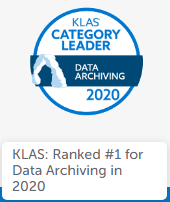 KLAS
CATEGORY
LEADER
DATA
ARCHIVING
2020
KLAS: Ranked #1 for
Data Archiving in
2020